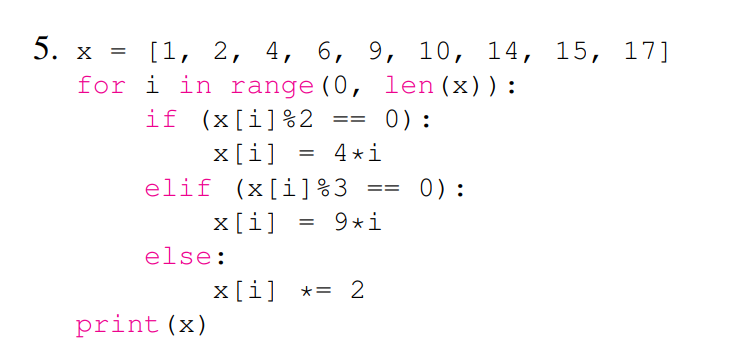 5. x = [1, 2, 4, 6, 9, 10, 14, 15, 17]
for i in range(0, len(x)):
if (x[i]%2 == 0):
x[i] = 4*i
elif (x[i]%3 == 0):
x[i] = 9*i
else:
x[i] *= 2
print(x)